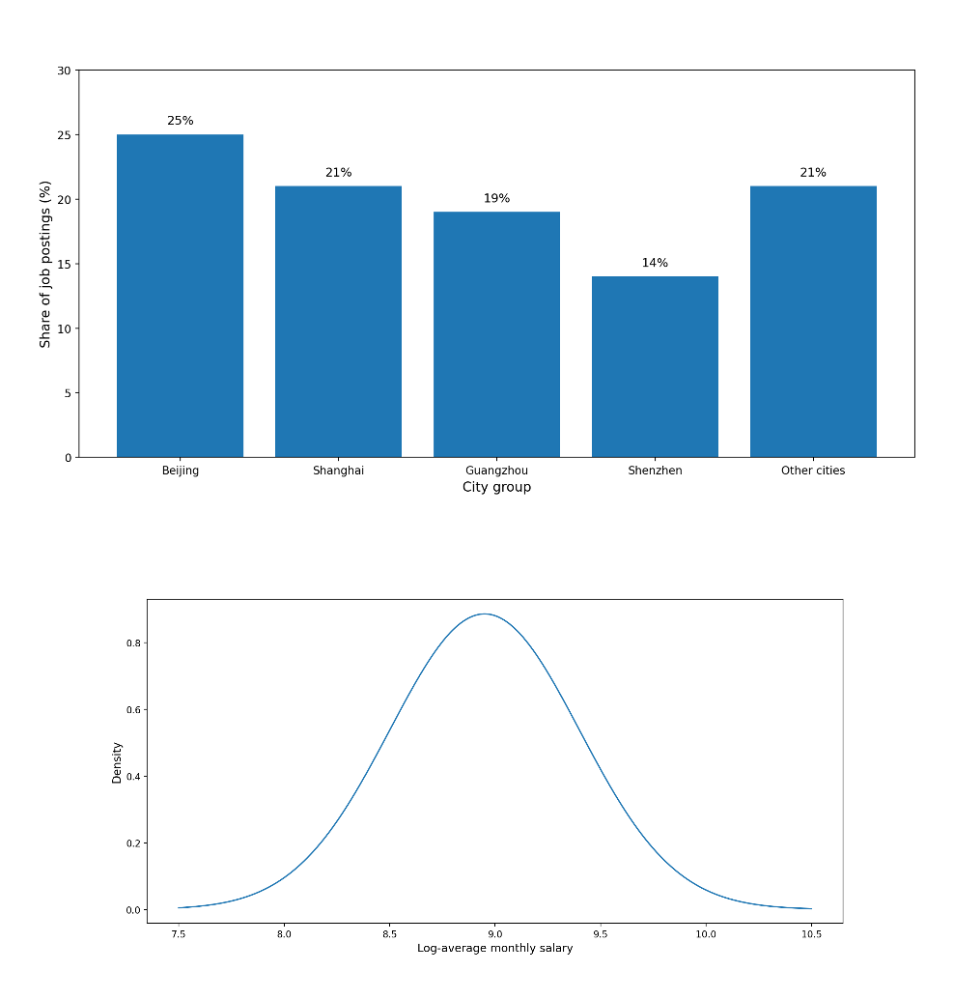 30
25
20
15
10
5
0
Share of job postings (%)
25%
21%
19%
14%
21%
Beijing
Shanghai
Guangzhou
Shenzhen
Other cities
City group
0.8
0.6
0.4
0.2
0.0
Density
7.5
8.0
8.5
9.0
9.5
10.0
10.5
Log-average monthly salary